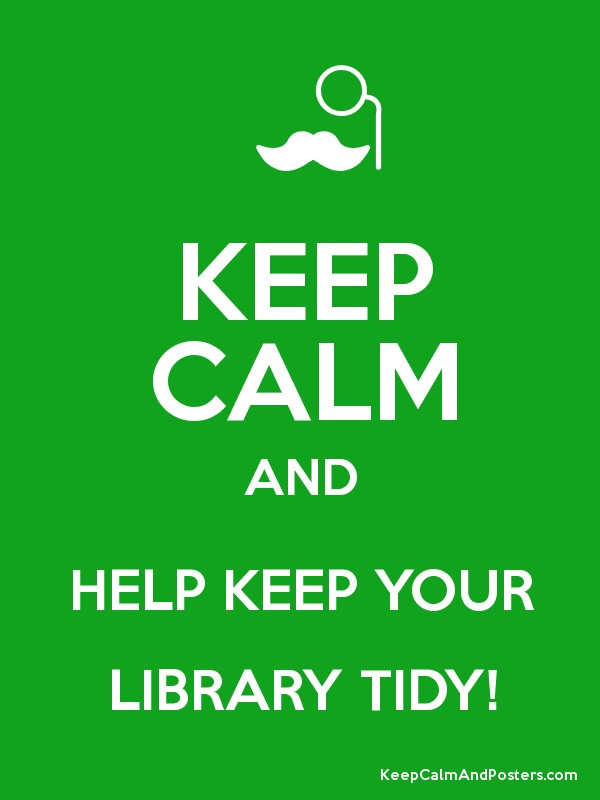 KEEP
CALM
AND
HELP KEEP YOUR
LIBRARY TIDY!
KeepCalmAndPosters.com